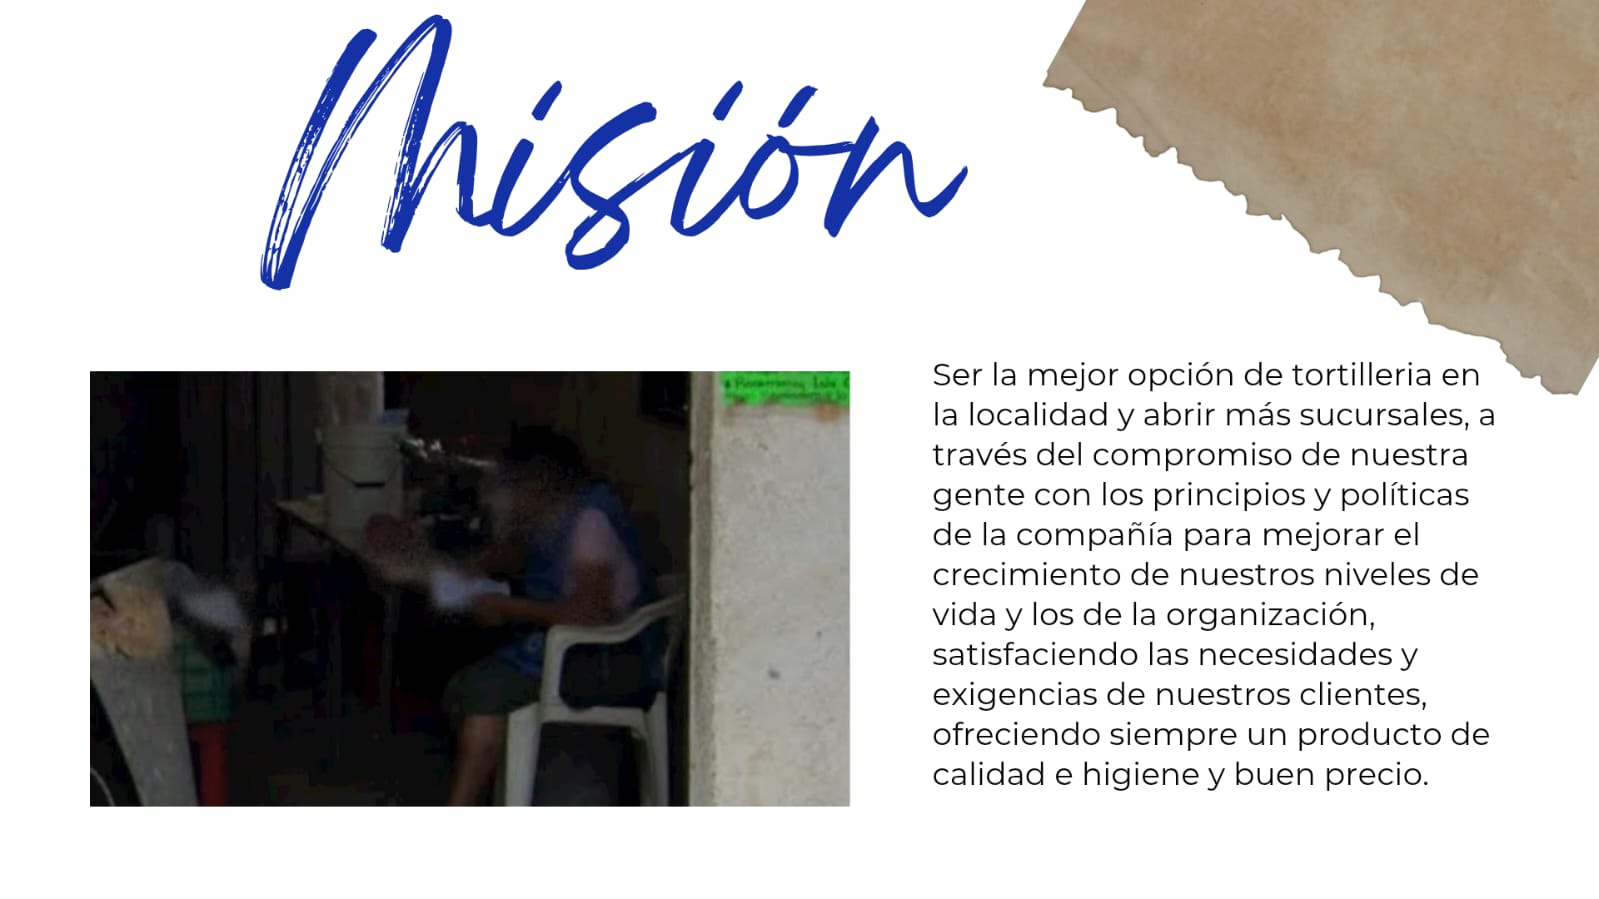 Misión
Ser la mejor opción de tortilleria en
la localidad y abrir más sucursales, a
través del compromiso de nuestra
gente con los principios y políticas
de la compañía para mejorar el
crecimiento de nuestros niveles de
vida y los de la organización,
satisfaciendo las necesidades y
exigencias de nuestros clientes,
ofreciendo siempre un producto de
calidad e higiene y buen precio.